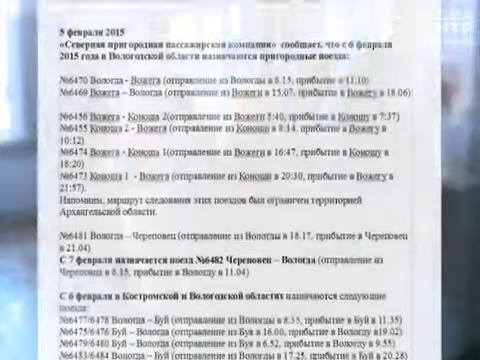 5 февраля 2015
«Северная пригородная пассажирская компания» сообщает, что с 6 февраля
2015 года в Вологодской области назначаются пригородные поезда:
№6470 Вологда - Вожега (отправление из Вологды в 8.15, прибытие в 11.10)
№6469 Вожега – Вологда (отправление из Вожеги в 15.07, прибытие в Вожегу в 18.06)
№6456 Вожега - Коноша 2(отправление из Вожеги 5:40, прибытие в Коношу в 7:37)
№6455 Коноша 2 - Вожега (отправление из Коноши в 8:14, прибытие в Вожегу в
10:12)
№6474 Вожега - Коноша 1(отправление из Вожеги в 16:47, прибытие в Коношу в
18:20)
№6473 Коноша 1 - Вожега (отправление из Коноши в 20:30, прибытие в Вожегу в
21:57).
Напомним, маршрут следования этих поездов был ограничен территорией
Архангельской области.
№6481 Вологда – Череповец (отправление из Вологды в 18.17, прибытие в Череповец
в 21.04)
С 7 февраля назначается поезд №6482 Череповец – Вологда (отправление из
Череповца в 8.15, прибытие в Вологду в 11.04)
С 6 февраля в Костромской и Вологодской областях назначаются следующие
поезда:
№6477/6478 Вологда – Буй (отправление из Вологды в 8.35, прибытие в Буй в 11.35)
№6475/6476 Буй – Вологда (отправление из Буя в 16.00, прибытие в Вологду в19.02)
№6479/6480 Буй – Вологда (отправление из Буя в 6.52, прибытие в Вологду в 9.55)
№6483/6484 Вологда – Буй (отправление из Вологды в 17.25, прибытие в Буй в 20.28)